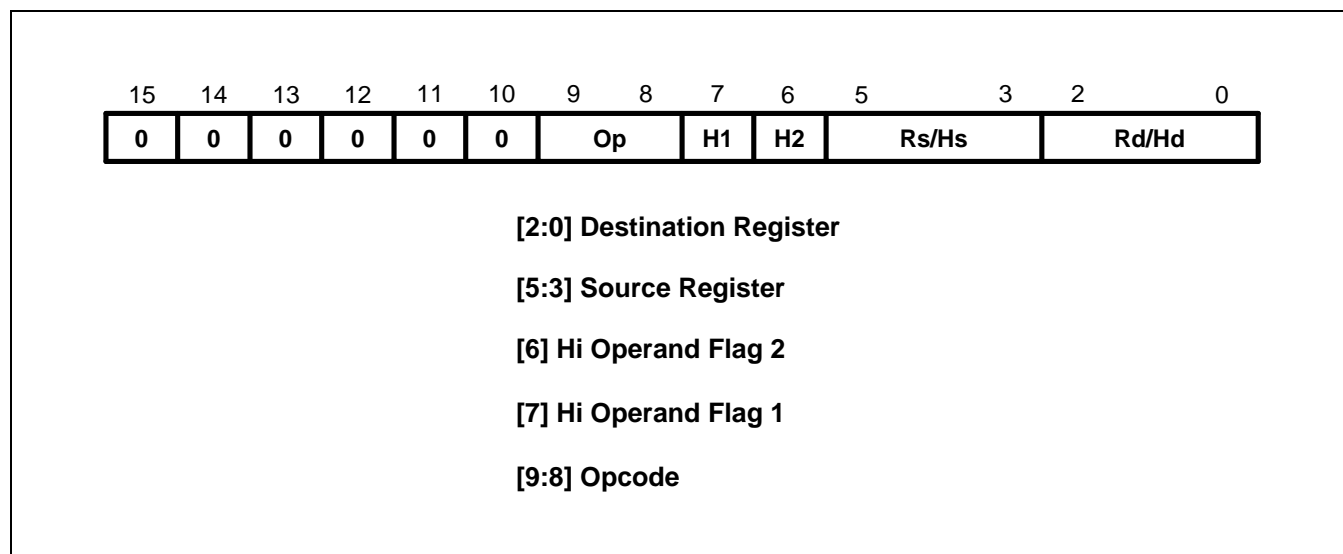 15 14 13 12 11 10 9 8 7 6 5 3 2 0
0 0 0 0 0 0 Op H1 H2 Rs/Hs Rd/Hd
[2:0] Destination Register
[5:3] Source Register
[6] Hi Operand Flag 2
[7] Hi Operand Flag 1
[9:8] Opcode